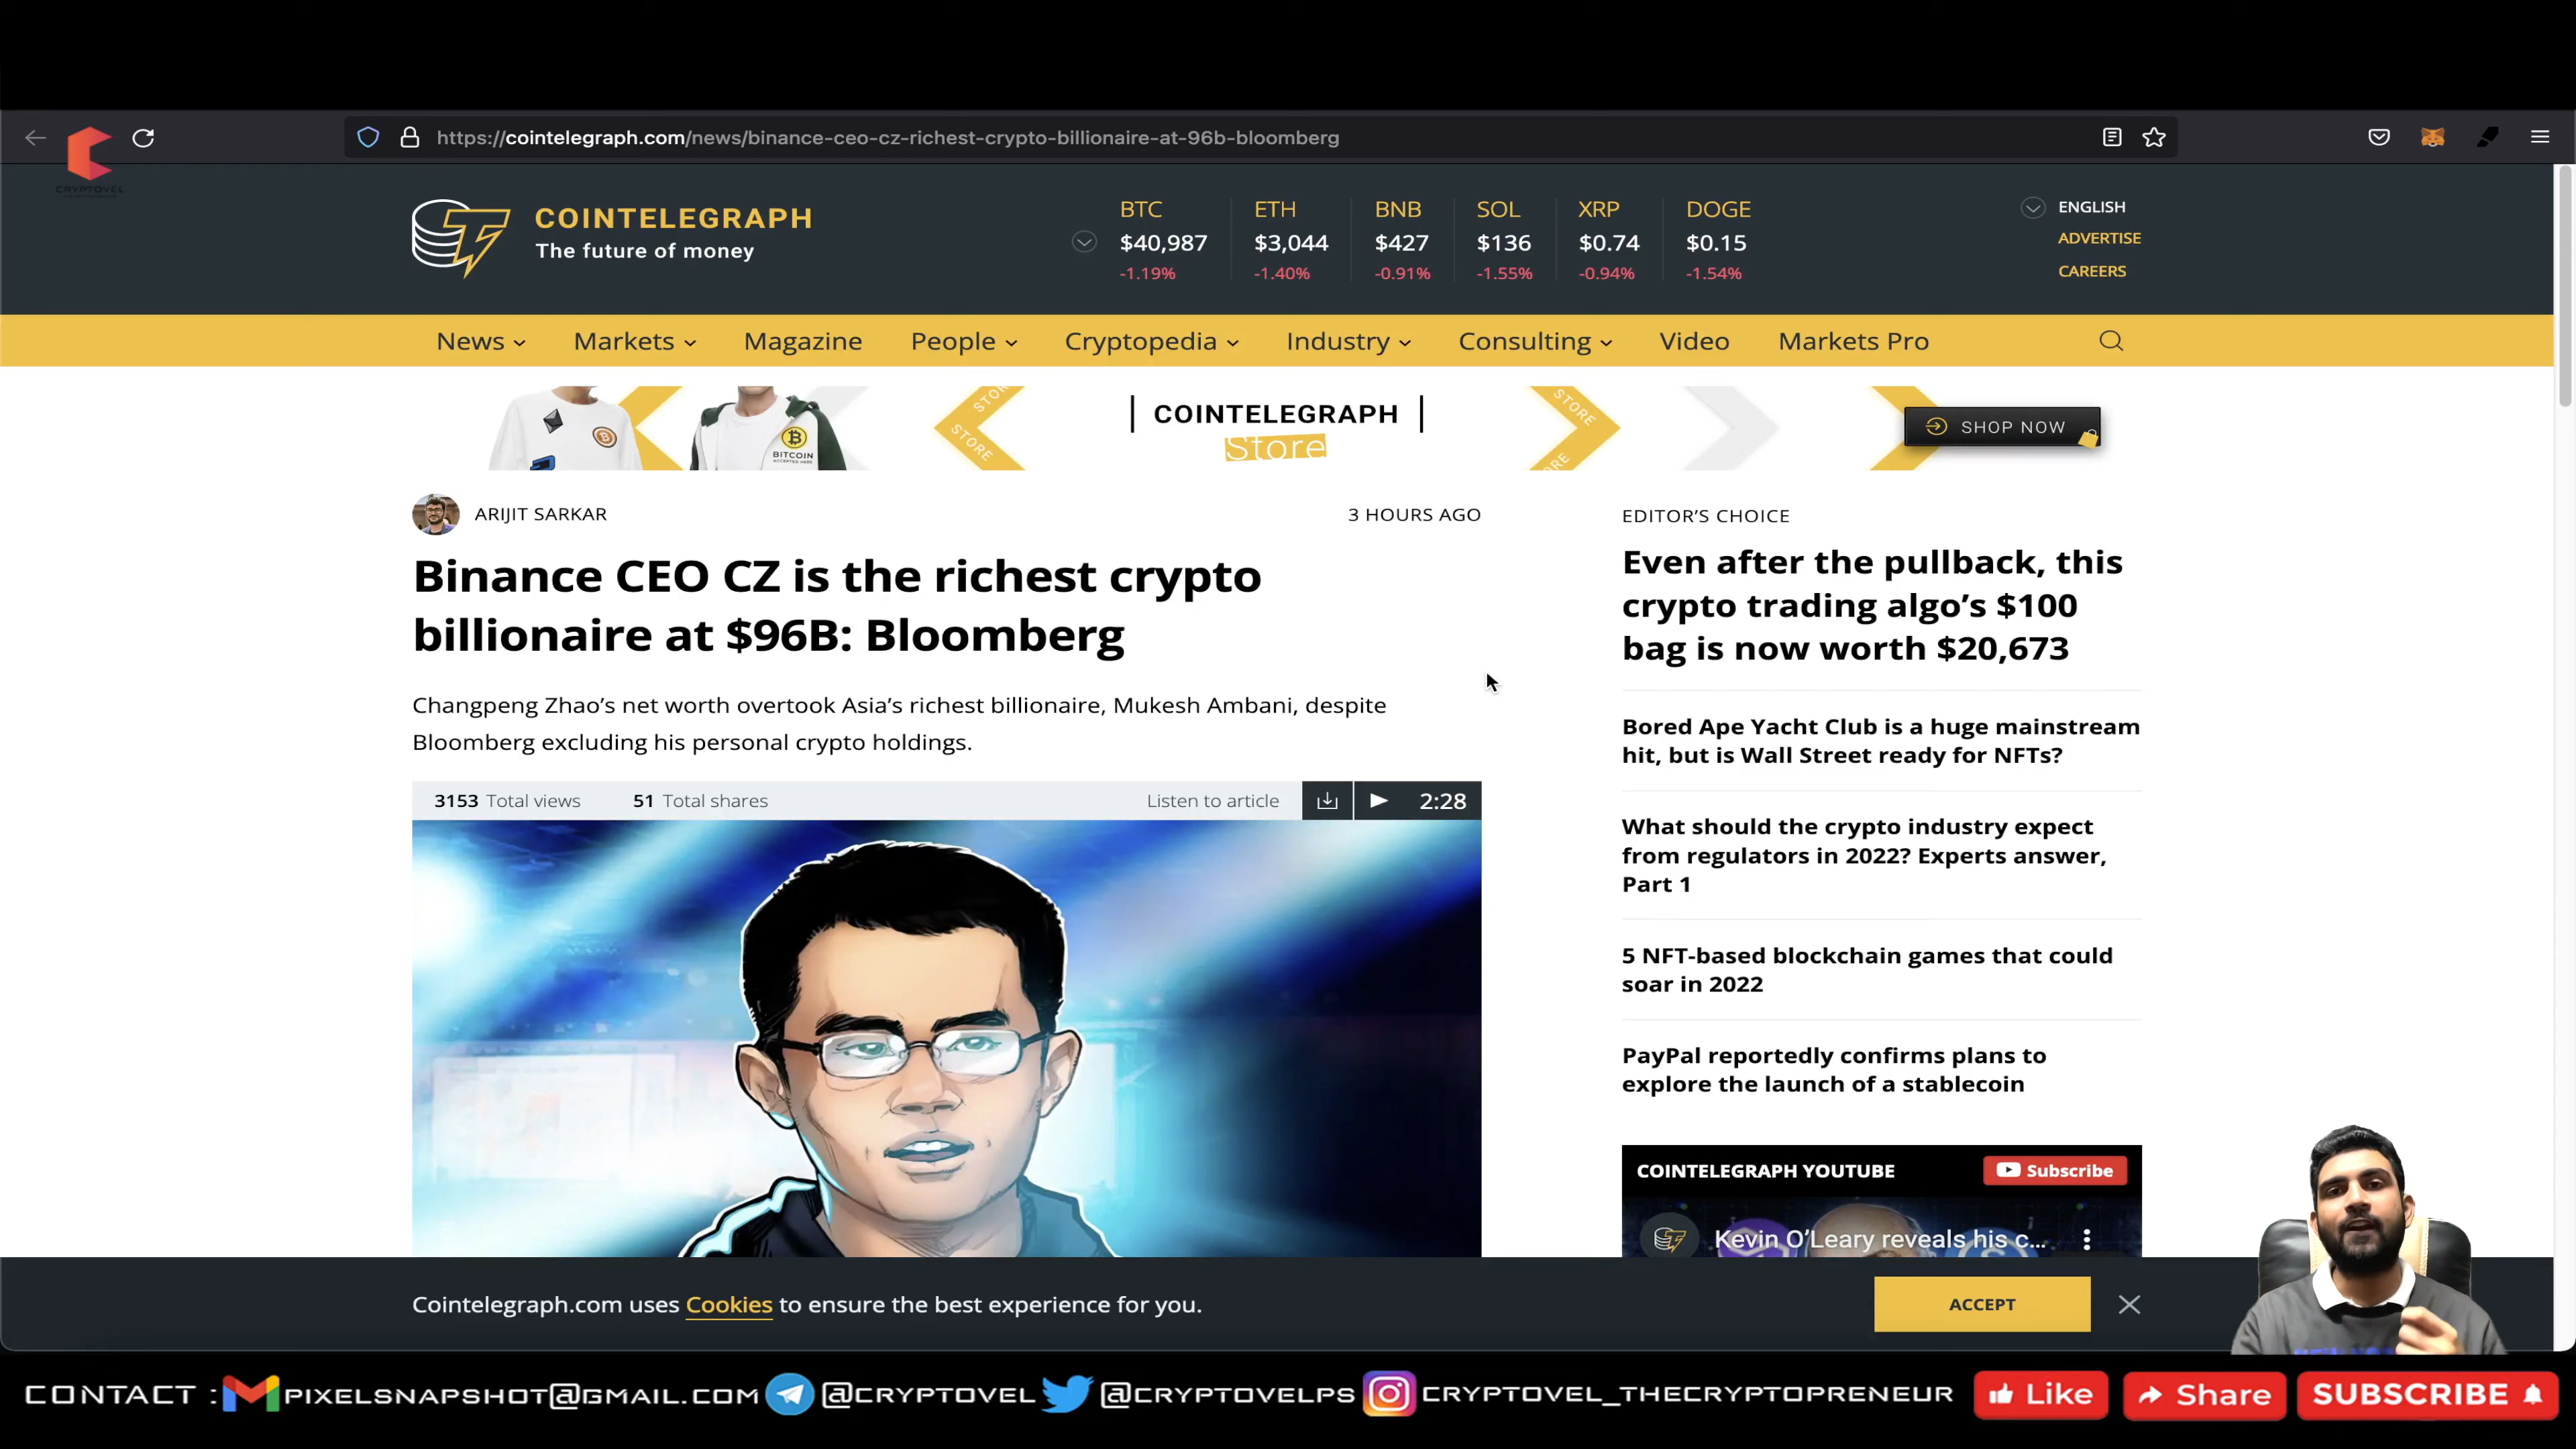 https://cointelegraph.com/news/binance-ceo-cz-richest-crypto-billionaire-at-96b-bloomberg
CRYPTOVEL
COINTELEGRAPH
The future of money
BTC ETH BNB SOL XRP DOGE
$40,987 $3,044 $427 $136 $0.74 $0.15
-1.19% -1.40% -0.91% -1.55% -0.94% -1.54%
ENGLISH
ADVERTISE
CAREERS
News Markets Magazine People Cryptopedia Industry Consulting Video Markets Pro
BITCOIN
ACCEPTED HERE
STORE
STORE
COINTELEGRAPH
Store
STORE
SHOP NOW
ARIJIT SARKAR
3 HOURS AGO
Binance CEO CZ is the richest crypto
billionaire at $96B: Bloomberg
Changpeng Zhao’s net worth overtook Asia’s richest billionaire, Mukesh Ambani, despite
Bloomberg excluding his personal crypto holdings.
3153 Total views 51 Total shares Listen to article 2:28
EDITOR’S CHOICE
Even after the pullback, this
crypto trading algo’s $100
bag is now worth $20,673
Bored Ape Yacht Club is a huge mainstream
hit, but is Wall Street ready for NFTs?
What should the crypto industry expect
from regulators in 2022? Experts answer,
Part 1
5 NFT-based blockchain games that could
soar in 2022
PayPal reportedly confirms plans to
explore the launch of a stablecoin
COINTELEGRAPH YOUTUBE Subscribe
Kevin O’Leary reveals his c...
Cointelegraph.com uses Cookies to ensure the best experience for you.
ACCEPT
CONTACT : PIXELSNAPSHOT@GMAIL.COM @CRYPTOVEL @CRYPTOVELPS CRYPTOVEL_THECRYPTOPRENEUR Like Share SUBSCRIBE